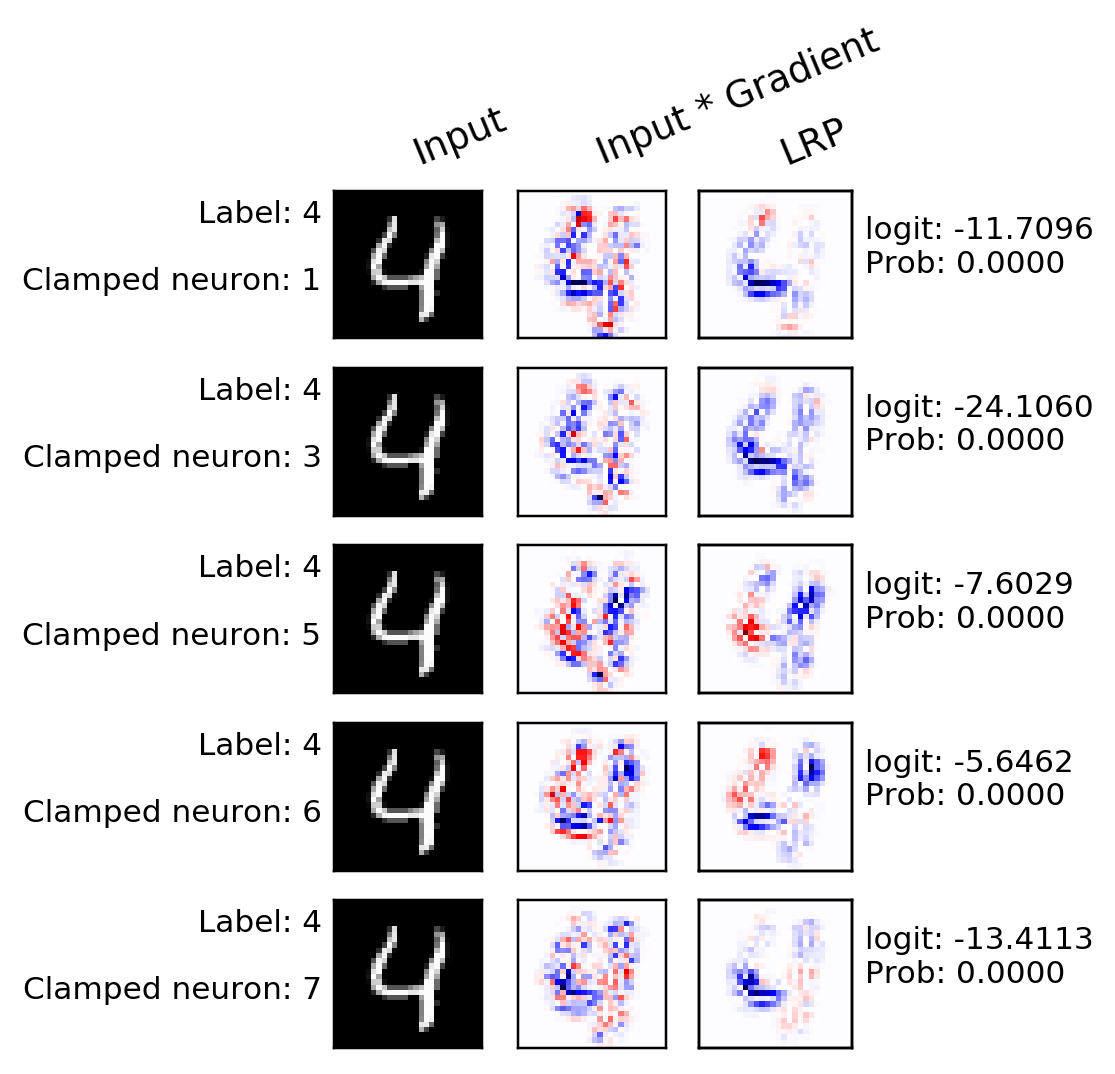 Input
Input * Gradient
LRP
Label: 4
Clamped neuron: 1
logit: -11.7096
Prob: 0.0000
Label: 4
Clamped neuron: 3
logit: -24.1060
Prob: 0.0000
Label: 4
Clamped neuron: 5
logit: -7.6029
Prob: 0.0000
Label: 4
Clamped neuron: 6
logit: -5.6462
Prob: 0.0000
Label: 4
Clamped neuron: 7
logit: -13.4113
Prob: 0.0000